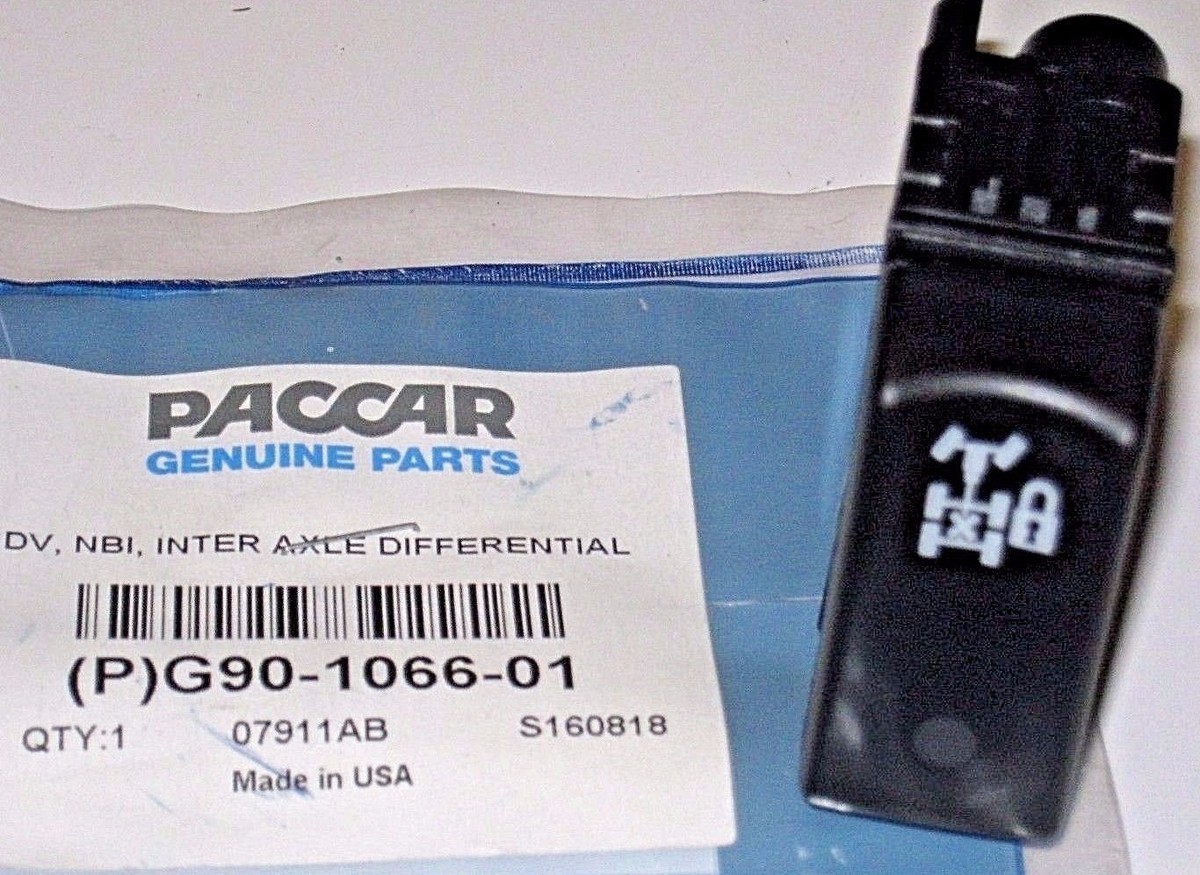 PACCAR
GENUINE PARTS
DV, NBI, INTER AXLE DIFFERENTIAL
(P)G90-1066-01
QTY:1 07911AB S160818
Made in USA